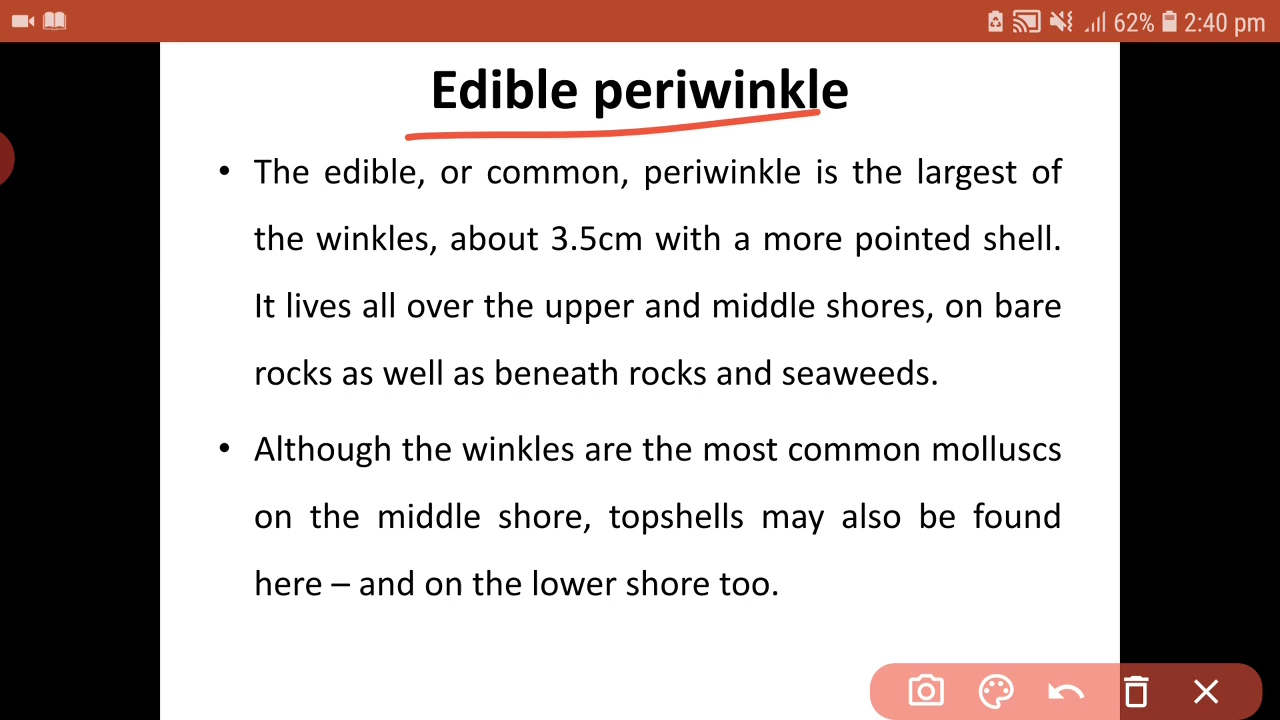 62% 2:40 pm
Edible periwinkle
• The edible, or common, periwinkle is the largest of
the winkles, about 3.5cm with a more pointed shell.
It lives all over the upper and middle shores, on bare
rocks as well as beneath rocks and seaweeds.
• Although the winkles are the most common molluscs
on the middle shore, topshells may also be found
here – and on the lower shore too.